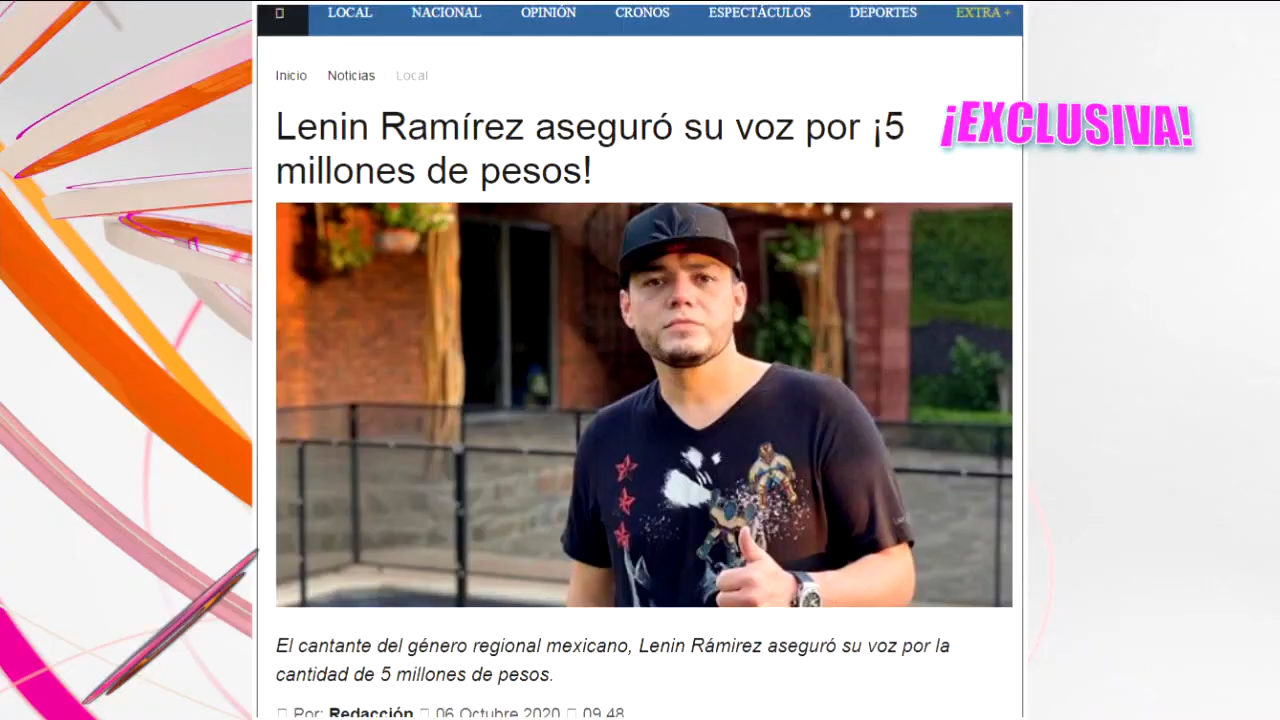 LOCAL NACIONAL OPINIÓN CRONOS ESPECTÁCULOS DEPORTES EXTRA +
Inicio Noticias Local
Lenin Ramírez aseguró su voz por ¡5
millones de pesos!
¡EXCLUSIVA!
El cantante del género regional mexicano, Lenin Rámirez aseguró su voz por la
cantidad de 5 millones de pesos.
Por: Redacción 06 Octubre 2020 09:48